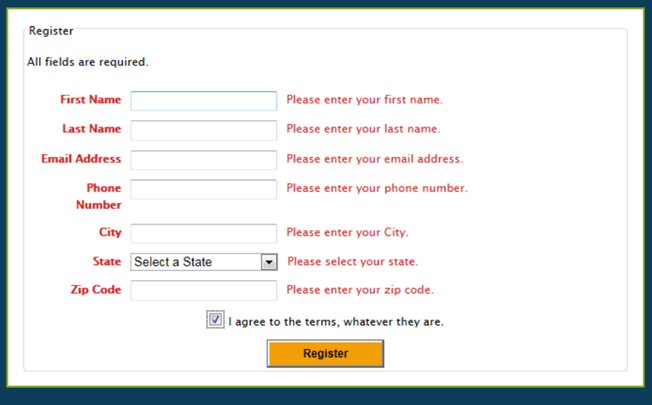 Register
All fields are required.
First Name Please enter your first name.
Last Name Please enter your last name.
Email Address Please enter your email address.
Phone Please enter your phone number.
Number
City Please enter your City.
State Select a State Please select your state.
Zip Code Please enter your zip code.
I agree to the terms, whatever they are.
Register